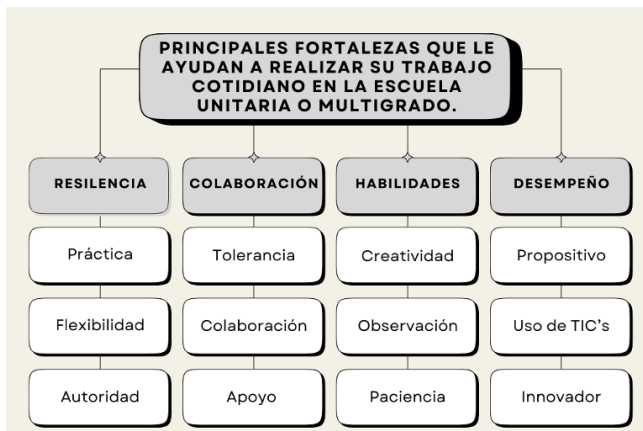 PRINCIPALES FORTALEZAS QUE LE
AYUDAN A REALIZAR SU TRABAJO
COTIDIANO EN LA ESCUELA
UNITARIA O MULTIGRADO.
RESILENCIA
COLABORACIÓN
HABILIDADES
DESEMPEÑO
Práctica
Tolerancia
Creatividad
Propositivo
Flexibilidad
Colaboración
Observación
Uso de TIC's
Autoridad
Apoyo
Paciencia
Innovador